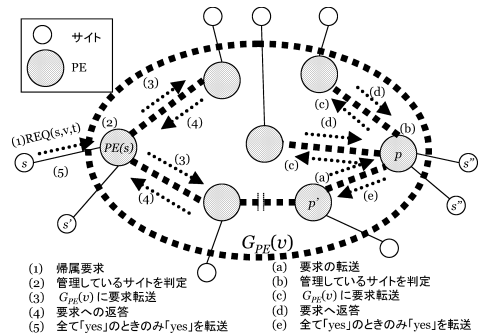 サイト
PE
(3)
(d)
(4)
(c)
(1)REQ(s,v,t)
(2)
(d)
(b)
PE(s)
p
s
(5)
(3)
(c)
s"
(a)
(4)
(e)
s'
p'
s"
G_PE(v)
(1) 帰属要求
(2) 管理しているサイトを判定
(3) G_PE(v) に要求転送
(4) 要求への返答
(5) 全て「yes」のときのみ「yes」を転送
(a) 要求の転送
(b) 管理しているサイトを判定
(c) G_PE(v) に要求転送
(d) 要求へ返答
(e) 全て「yes」のときのみ「yes」を転送